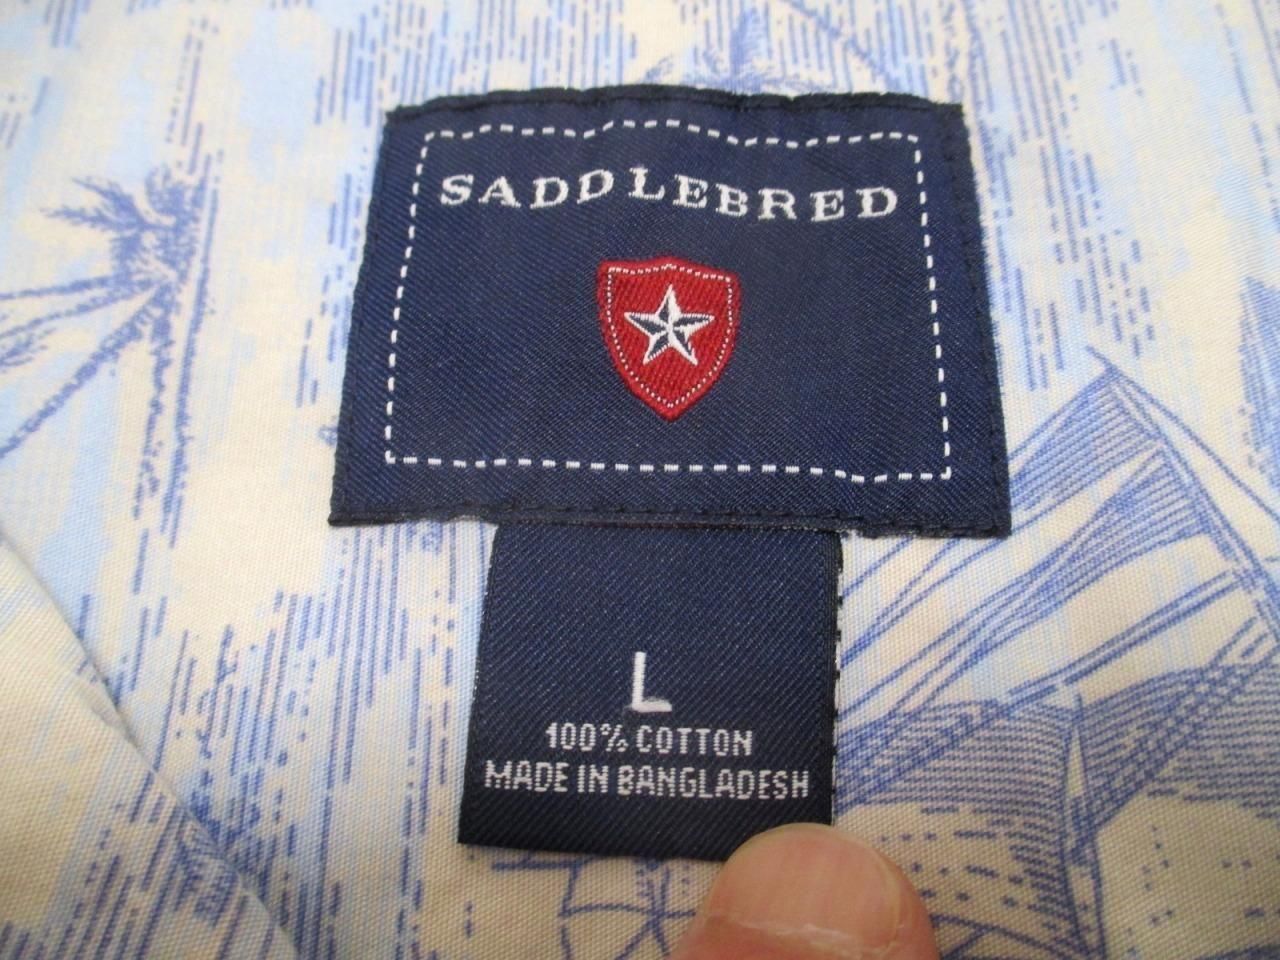 SADDLEBRED
L
100% COTTON
MADE IN BANGLADESH